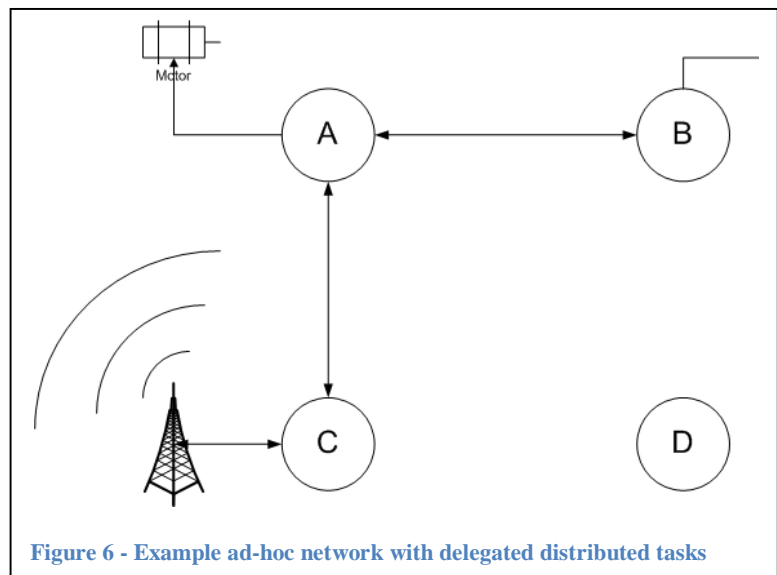 Motor
A
B
C
D
Figure 6 - Example ad-hoc network with delegated distributed tasks